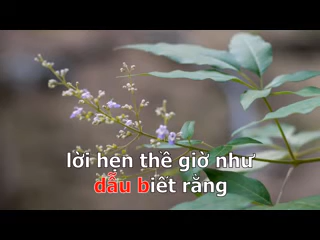 lời hẹn thề giờ như
dẫu biết rằng